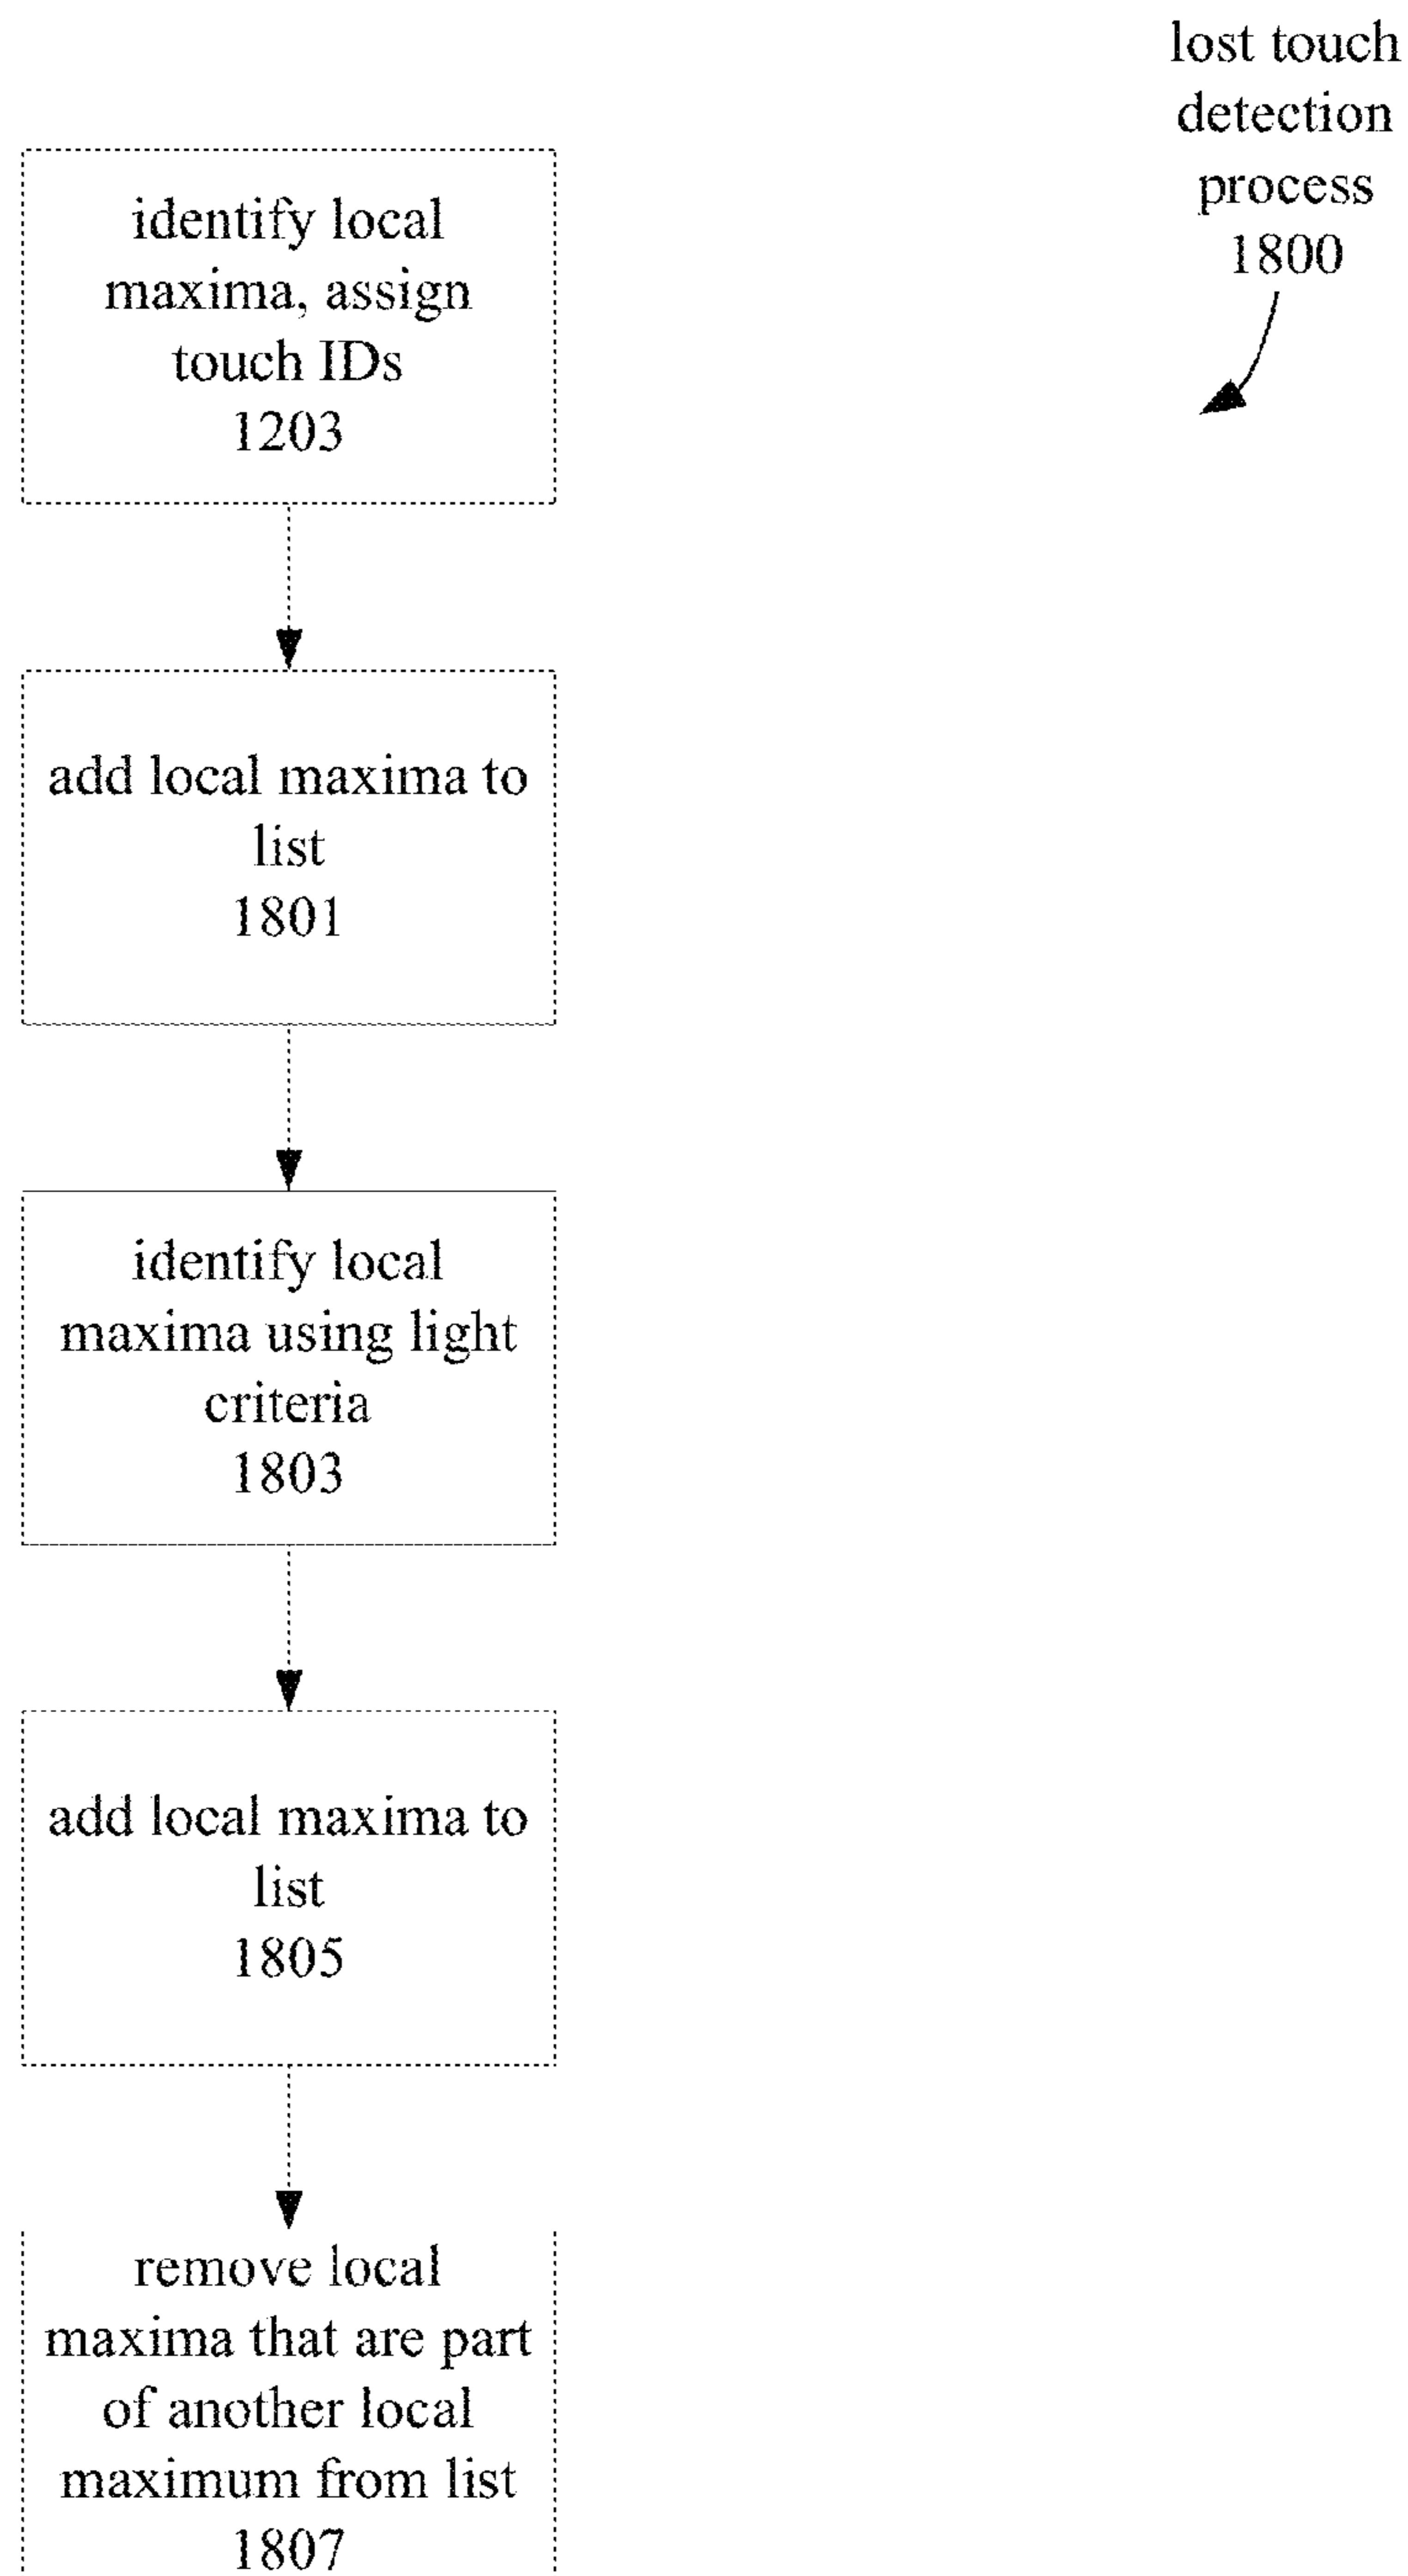 lost touch
detection
process
1800
identify local
maxima, assign
touch IDs
1203
add local maxima to
list
1801
identify local
maxima using light
criteria
1803
add local maxima to
list
1805
remove local
maxima that are part
of another local
maximum from list
1807